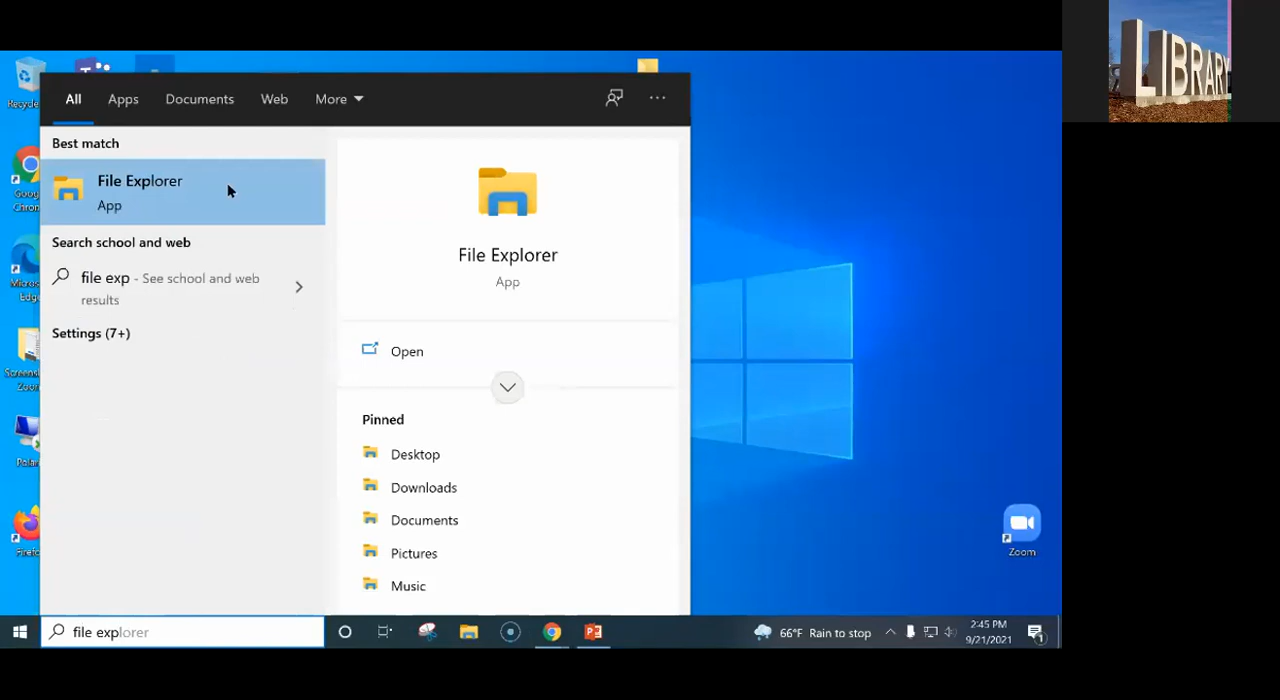 LIBRARY
All Apps Documents Web More
Best match
File Explorer
App
Search school and web
file exp - See school and web
results
Settings (7+)
File Explorer
App
Open
Pinned
Desktop
Downloads
Documents
Pictures
Music
Zoom
file explorer
66°F Rain to stop
2:45 PM
9/21/2021
1